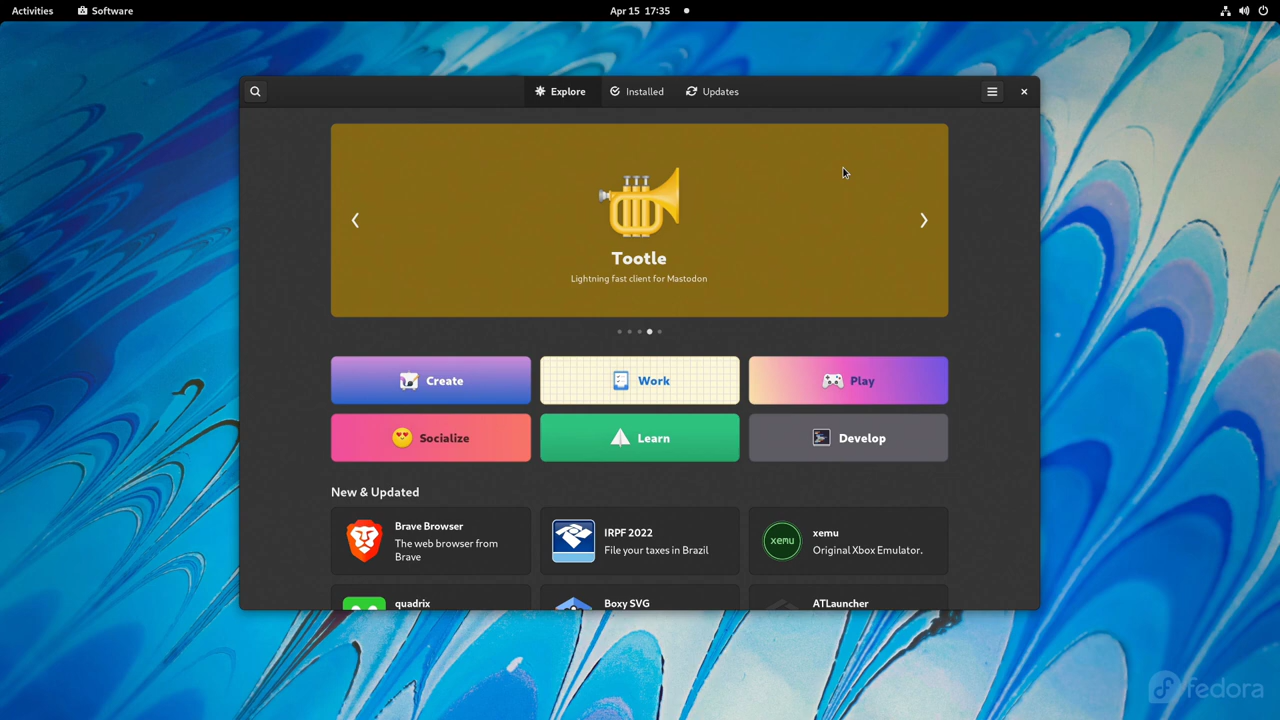 Activities
Software
Apr 15 17:35
Explore
Installed
Updates
Tootle
Lightning fast client for Mastodon
Create
Work
Play
Socialize
Learn
Develop
New & Updated
Brave Browser
The web browser from
Brave
IRPF 2022
File your taxes in Brazil
xemu
xemu
Original Xbox Emulator.
quadrix
Boxy SVG
ATLauncher
fedora